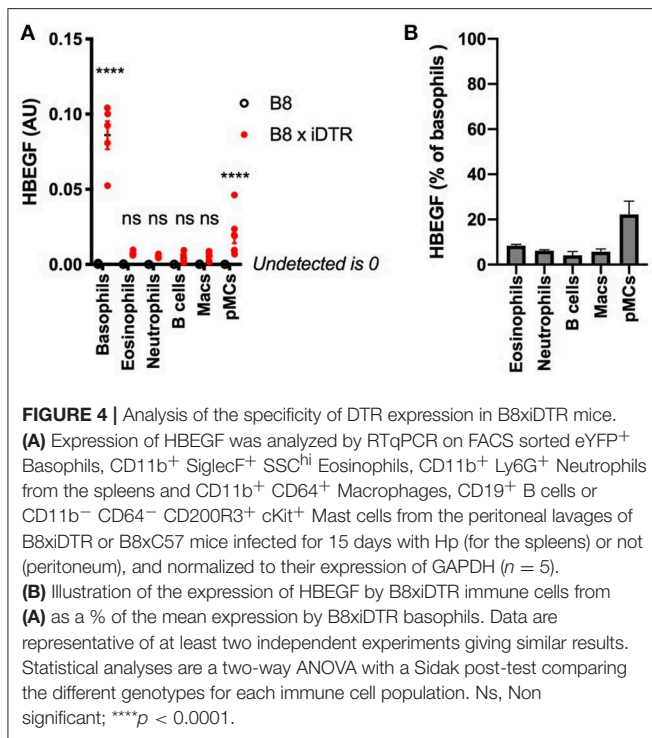 A
B
0.15
0.10
0.05
0.00
HBEGF (AU)
****
ns ns ns ns
****
B8
B8 x iDTR
Undetected is 0
Basophils
Eosinophils
Neutrophils
B cells
Macs
pMCs
100
80
60
40
20
0
HBEGF (% of basophils)
Eosinophils
Neutrophils
B cells
Macs
pMCs
FIGURE 4 | Analysis of the specificity of DTR expression in B8xiDTR mice.
(A) Expression of HBEGF was analyzed by RTqPCR on FACS sorted eYFP⁺
Basophils, CD11b⁺ SiglecF⁺ SSCʰⁱ Eosinophils, CD11b⁺ Ly6G⁺ Neutrophils
from the spleens and CD11b⁺ CD64⁺ Macrophages, CD19⁺ B cells or
CD11b⁻ CD64⁻ CD200R3⁺ cKit⁺ Mast cells from the peritoneal lavages of
B8xiDTR or B8xC57 mice infected for 15 days with Hp (for the spleens) or not
(peritoneum), and normalized to their expression of GAPDH (n = 5).
(B) Illustration of the expression of HBEGF by B8xiDTR immune cells from
(A) as a % of the mean expression by B8xiDTR basophils. Data are
representative of at least two independent experiments giving similar results.
Statistical analyses are a two-way ANOVA with a Sidak post-test comparing
the different genotypes for each immune cell population. Ns, Non
significant; ****p < 0.0001.